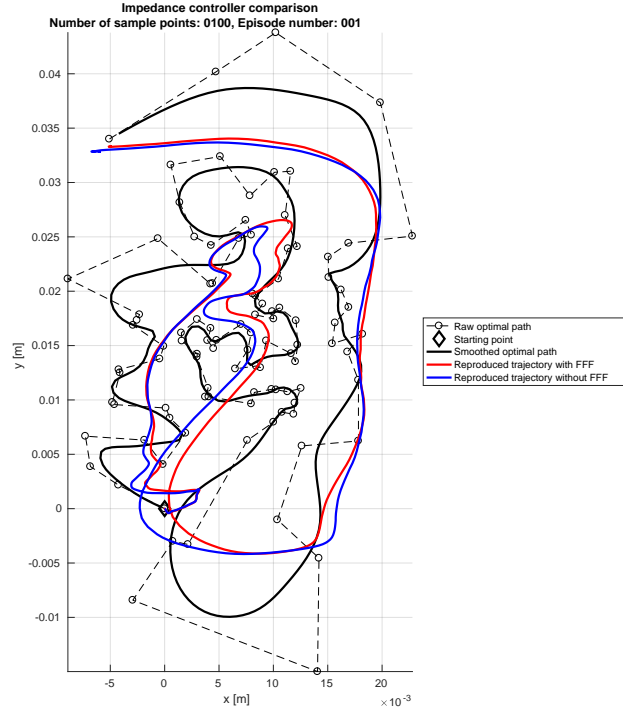 Impedance controller comparison
Number of sample points: 0100, Episode number: 001
0.04
0.035
0.03
0.025
0.02
0.015
0.01
0.005
0
-0.005
-0.01
y [m]
-5
0
5
10
15
20
x [m]
×10⁻³
Raw optimal path
Starting point
Smoothed optimal path
Reproduced trajectory with FFF
Reproduced trajectory without FFF